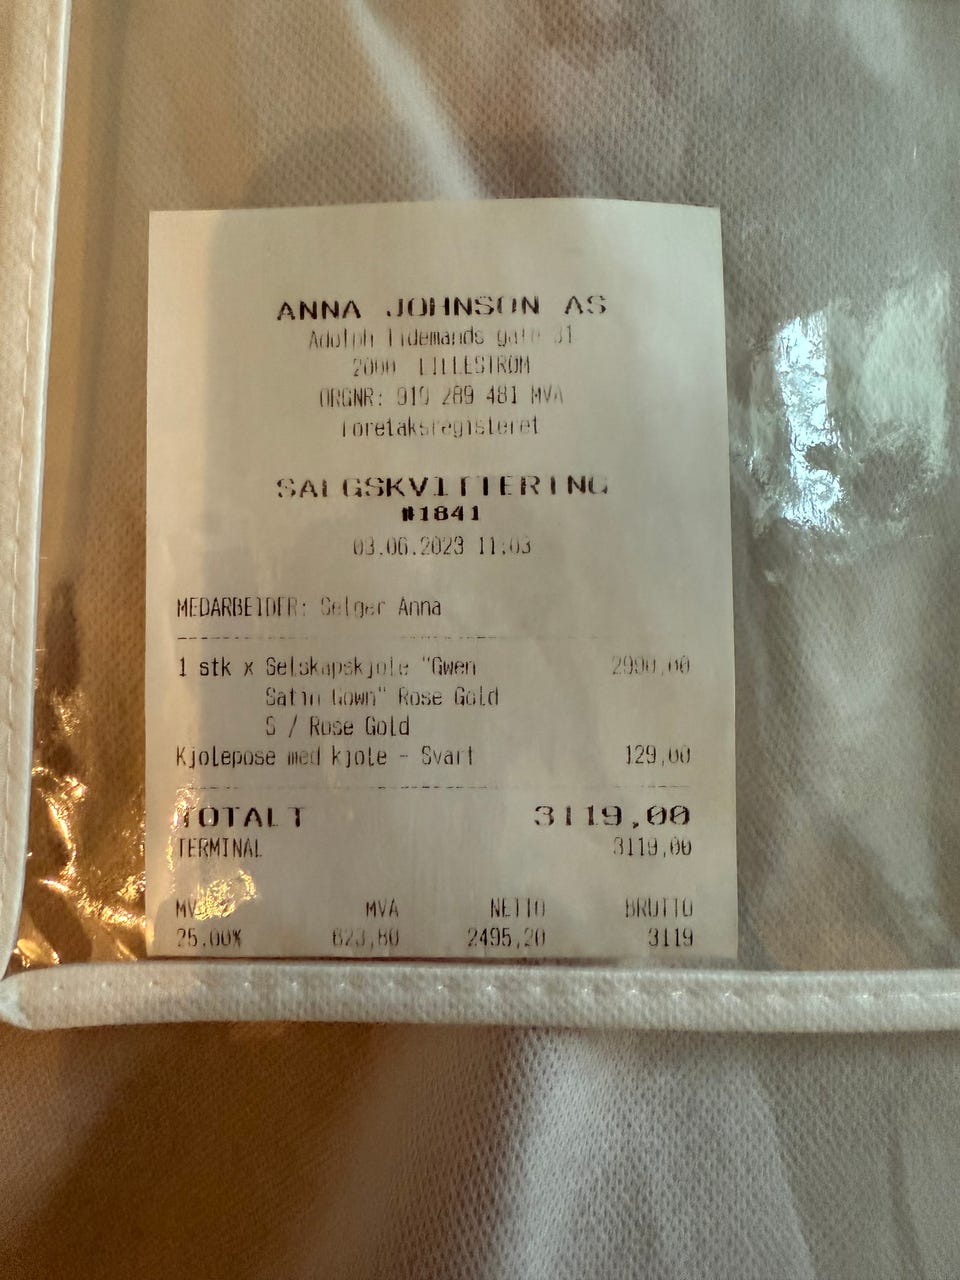 ANNA JOHNSON AS
Adolph Tidemands gate 31
2000 LILLESTRØM
ORGNR: 919 289 481 MVA
Foretaksregisteret
SALGSKVITTERING
#1841
03.06.2023 11:03
MEDARBEIDER: Selger Anna
1 stk x Selskapskjole "Gwen 2990,00
Satin Gown" Rose Gold
S / Rose Gold
Kjolepose med kjole - Svart 129,00
TOTALT 3119,00
TERMINAL 3119,00
MVA MVA NETTO BRUTTO
25,00% 623,80 2495,20 3119